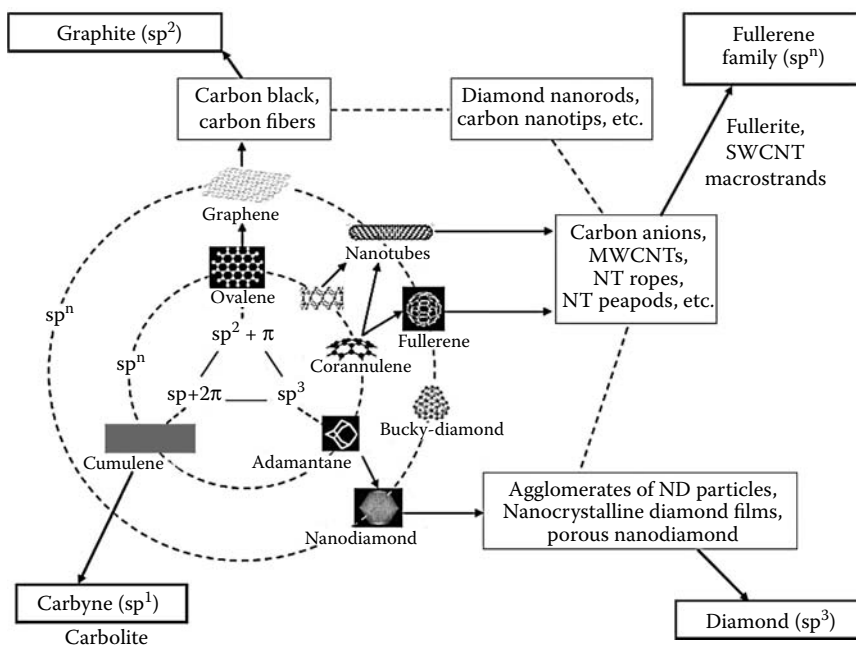 Graphite (sp²)
Fullerene
family (spⁿ)
Carbon black,
carbon fibers
Diamond nanorods,
carbon nanotips, etc.
Fullerite,
SWCNT
macrostrands
Graphene
Nanotubes
Carbon anions,
MWCNTs,
NT ropes,
NT peapods, etc.
Ovalene
spⁿ
spⁿ
sp² + π
Fullerene
Corannulene
sp+2π
sp³
Bucky-diamond
Cumulene
Adamantane
Agglomerates of ND particles,
Nanocrystalline diamond films,
porous nanodiamond
Nanodiamond
Carbyne (sp¹)
Carbolite
Diamond (sp³)